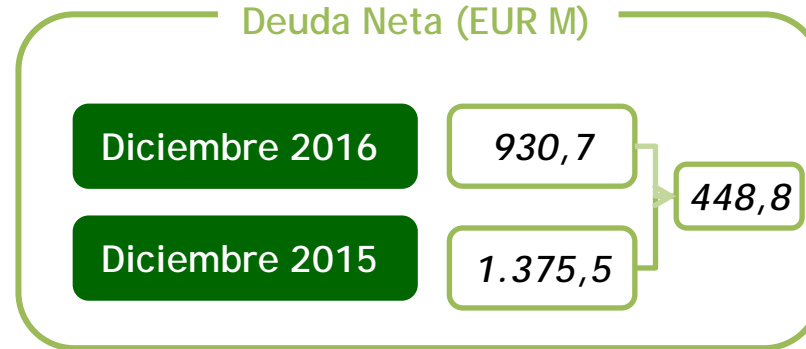 Deuda Neta (EUR M)
Diciembre 2016
930,7
448,8
Diciembre 2015
1.375,5